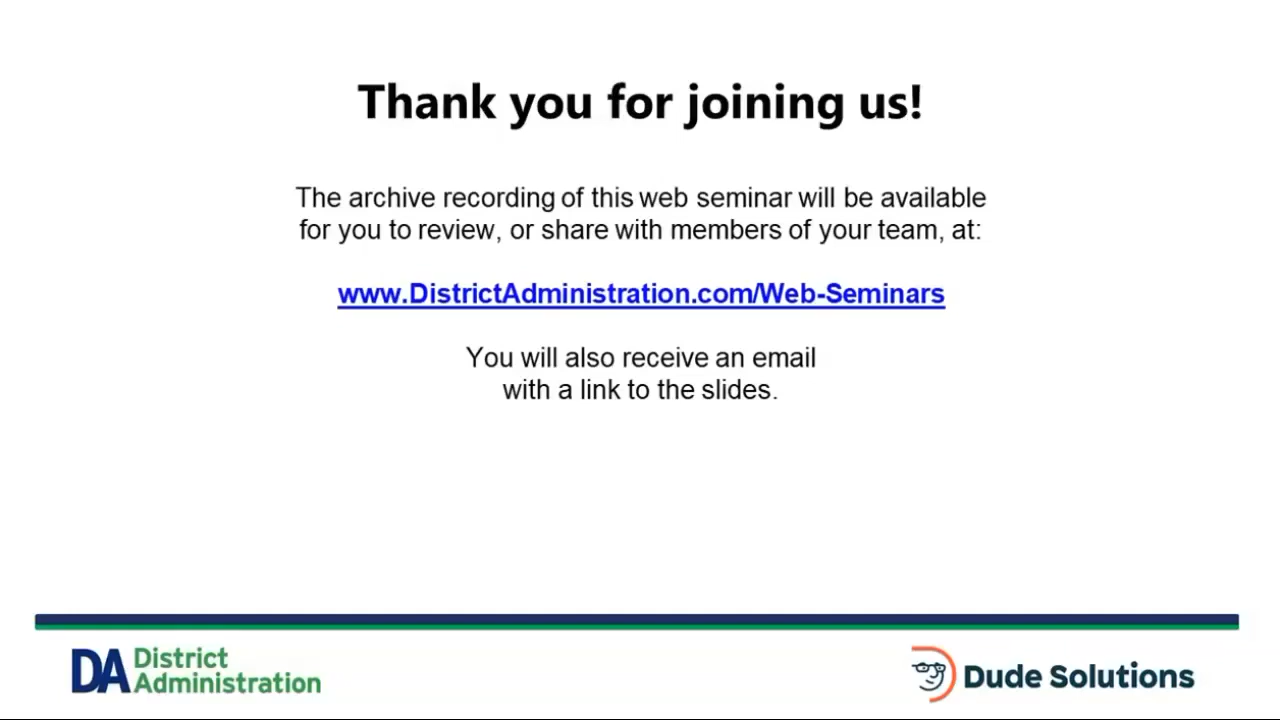 Thank you for joining us!
The archive recording of this web seminar will be available
for you to review, or share with members of your team, at:
www.DistrictAdministration.com/Web-Seminars
You will also receive an email
with a link to the slides.
DA District
Administration
Dude Solutions